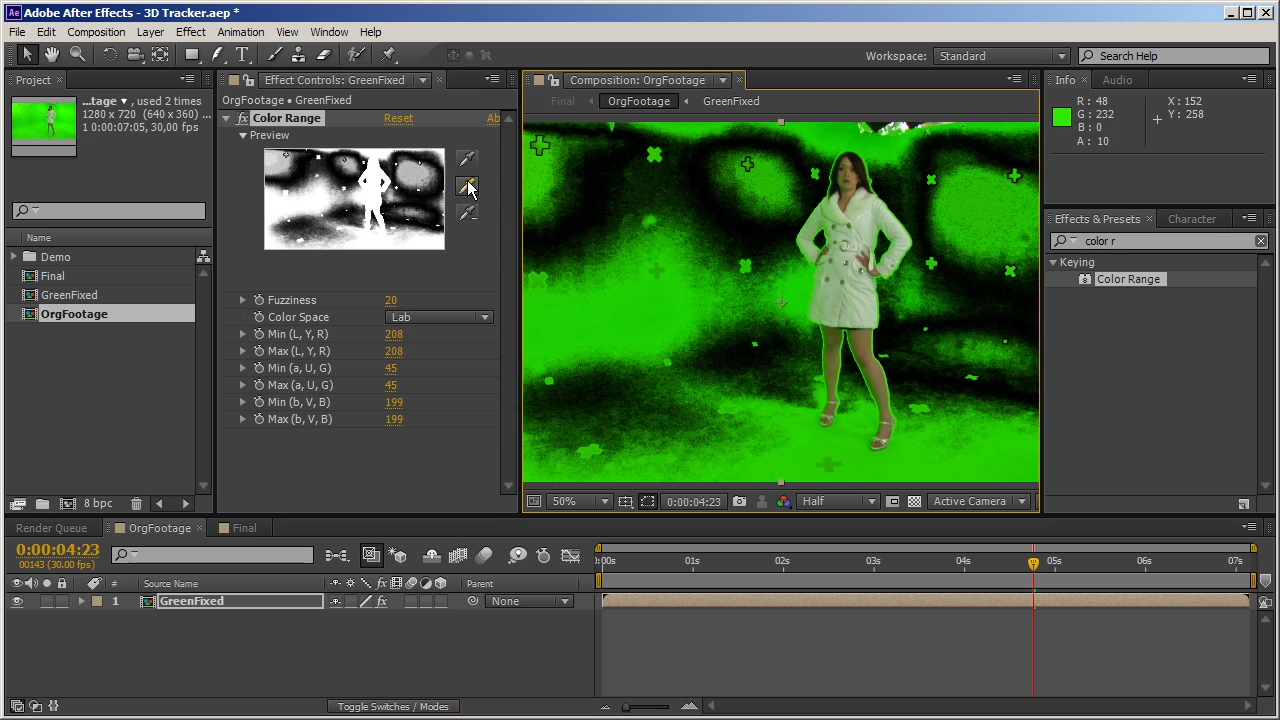 Adobe After Effects - 3D Tracker.aep *
File Edit Composition Layer Effect Animation View Window Help
Workspace: Standard Search Help
Project
...tage ▼, used 2 times
1280 x 720 (640 x 360) ...
1 0:00:07:05, 30,00 fps)
Name
Demo
Final
GreenFixed
OrgFootage
8 bpc
Effect Controls: GreenFixed
OrgFootage • GreenFixed
fx Color Range Reset Ab
Preview
Fuzziness 20
Color Space Lab
Min (L, Y, R) 208
Max (L, Y, R) 208
Min (a, U, G) 45
Max (a, U, G) 45
Min (b, V, B) 199
Max (b, V, B) 199
Composition: OrgFootage
Final OrgFootage GreenFixed
50% 0:00:04:23 Half Active Camera
Info Audio
R: 48 X: 152
G: 232 Y: 258
B: 0
A: 10
Effects & Presets Character
color r
Keying
Color Range
Render Queue OrgFootage Final
0:00:04:23
00143 (30.00 fps)
# Source Name fx Parent
1 GreenFixed fx None
):00s 01s 02s 03s 04s 05s 06s 07s
Toggle Switches / Modes